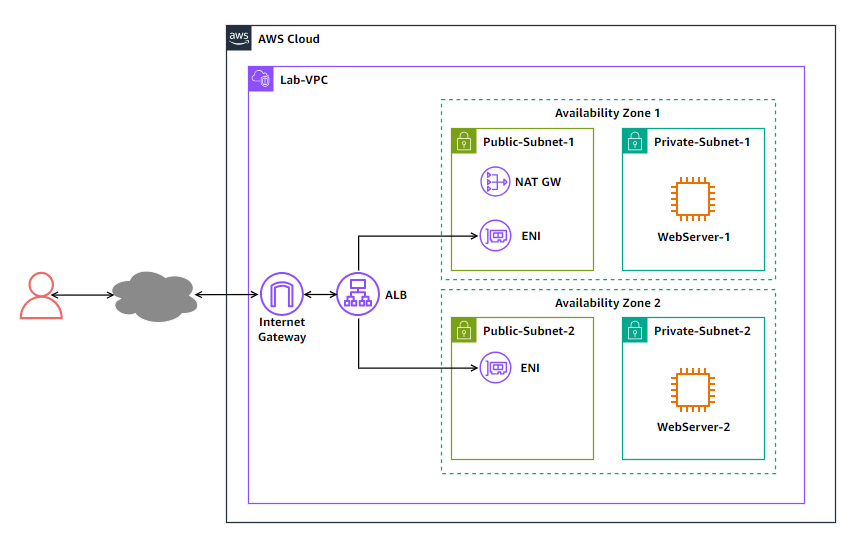 aws
AWS Cloud
Lab-VPC
Availability Zone 1
Public-Subnet-1
Private-Subnet-1
NAT GW
ENI
WebServer-1
Internet
Gateway
ALB
Availability Zone 2
Public-Subnet-2
Private-Subnet-2
ENI
WebServer-2